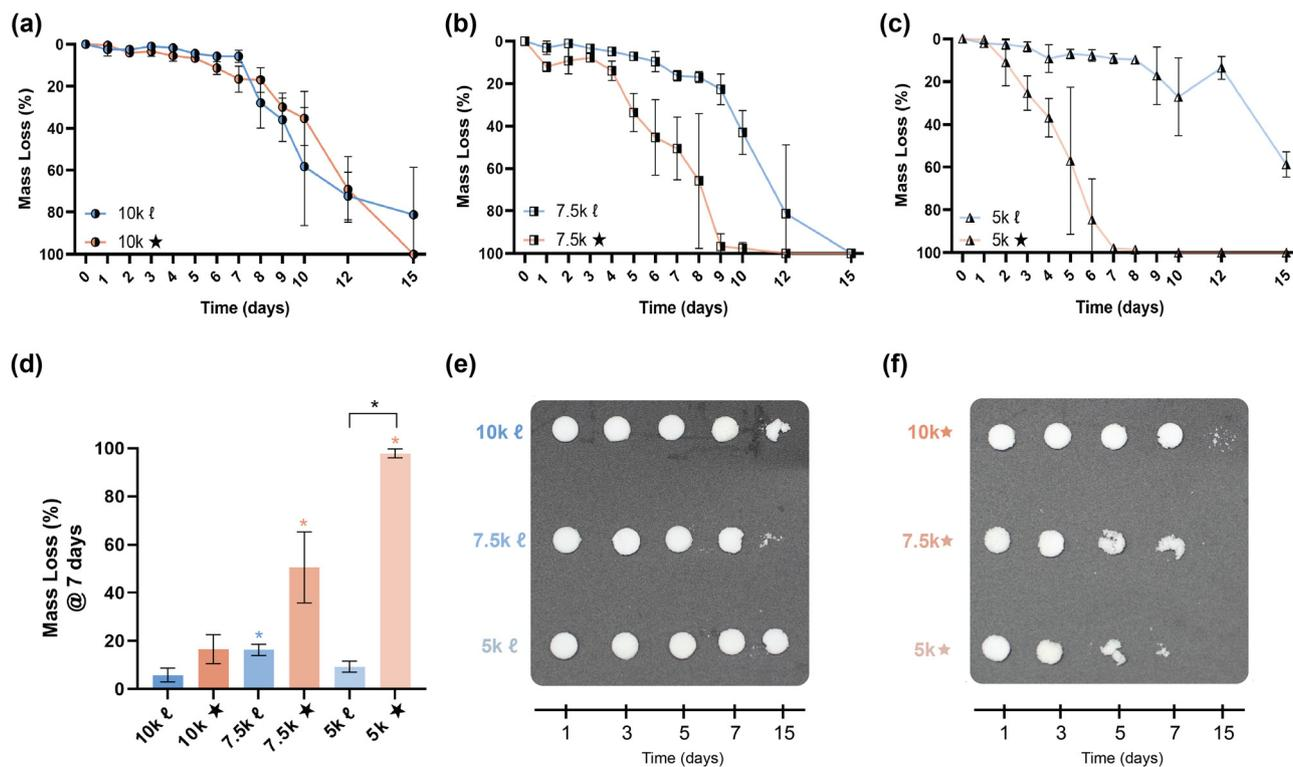 (a)
Mass Loss (%)
0
20
40
60
80
100
10k ℓ
10k ★
0 1 2 3 4 5 6 7 8 9 10 12 15
Time (days)
(b)
Mass Loss (%)
0
20
40
60
80
100
7.5k ℓ
7.5k ★
0 1 2 3 4 5 6 7 8 9 10 12 15
Time (days)
(c)
Mass Loss (%)
0
20
40
60
80
100
5k ℓ
5k ★
0 1 2 3 4 5 6 7 8 9 10 12 15
Time (days)
(d)
Mass Loss (%)
@ 7 days
100
80
60
40
20
0
* * * * *
10k ℓ 10k ★ 7.5k ℓ 7.5k ★ 5k ℓ 5k ★
(e)
10k ℓ
7.5k ℓ
5k ℓ
1 3 5 7 15
Time (days)
(f)
10k★
7.5k★
5k★
1 3 5 7 15
Time (days)